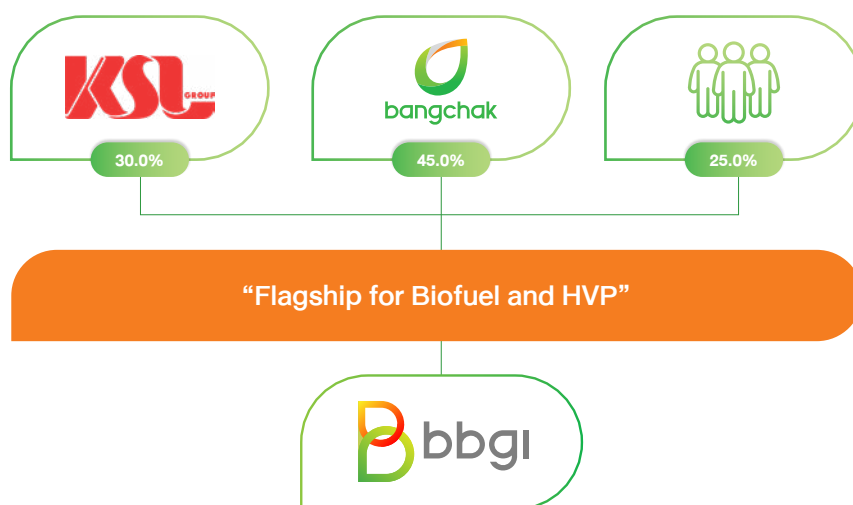 KSL GROUP
bangchak
30.0%
45.0%
25.0%
“Flagship for Biofuel and HVP”
bbgi